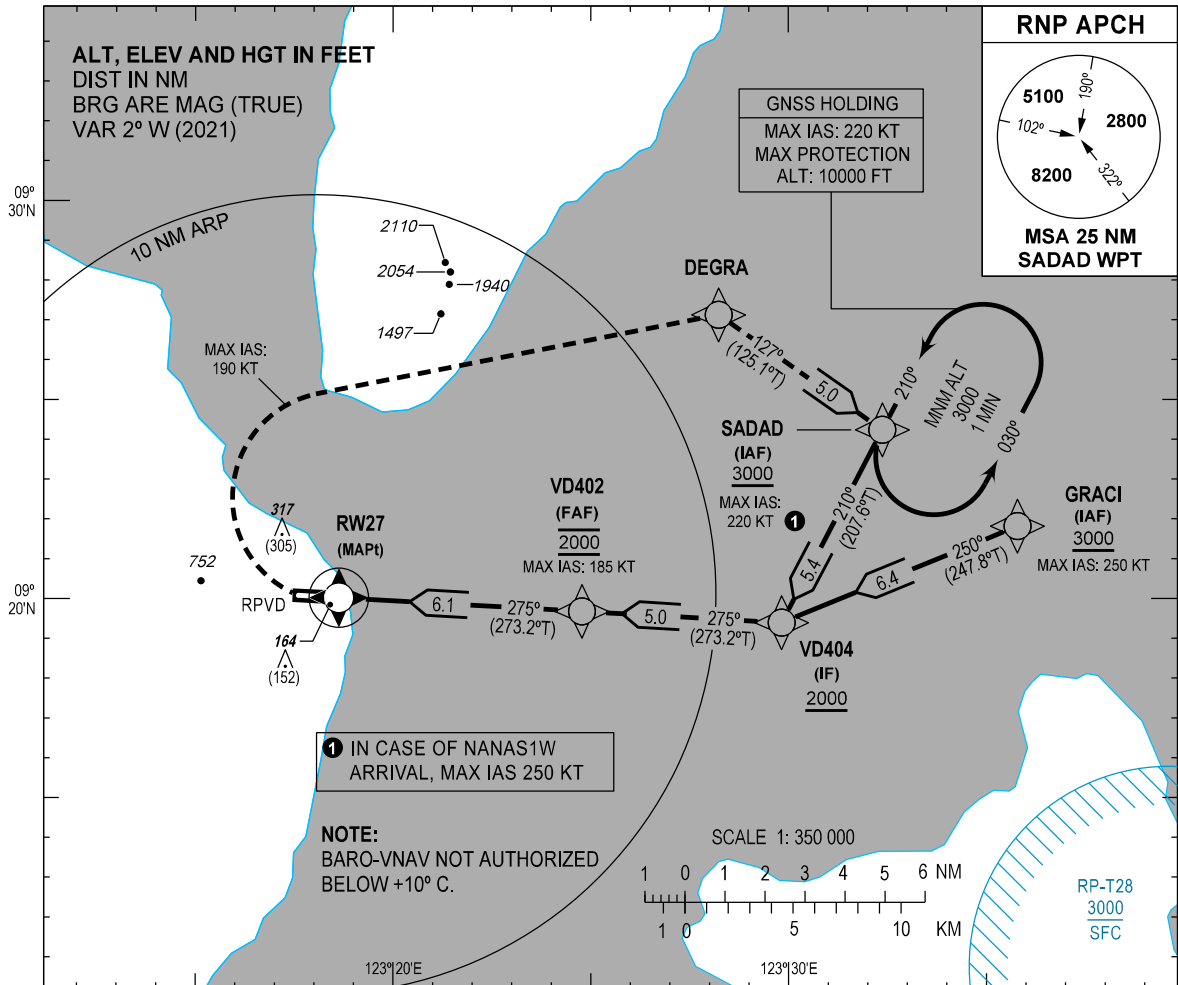 ALT, ELEV AND HGT IN FEET
DIST IN NM
BRG ARE MAG (TRUE)
VAR 2º W (2021)
RNP APCH
5100
190º
2800
102º
8200
322º
MSA 25 NM
SADAD WPT
GNSS HOLDING
MAX IAS: 220 KT
MAX PROTECTION
ALT: 10000 FT
09º
30'N
10 NM ARP
2110
2054
1940
1497
DEGRA
MAX IAS:
190 KT
127º
(125.1ºT)
5.0
210º
MNM ALT
3000
1 MIN
030º
SADAD
(IAF)
3000
MAX IAS:
220 KT
1
210º
(207.6ºT)
5.4
GRACI
(IAF)
3000
MAX IAS: 250 KT
250º
(247.8ºT)
6.4
VD402
(FAF)
2000
MAX IAS: 185 KT
317
(305)
RW27
(MAPt)
752
09º
20'N
RPVD
6.1
275º
(273.2ºT)
5.0
275º
(273.2ºT)
164
(152)
VD404
(IF)
2000
1 IN CASE OF NANAS1W
ARRIVAL, MAX IAS 250 KT
NOTE:
BARO-VNAV NOT AUTHORIZED
BELOW +10º C.
SCALE 1: 350 000
1 0 1 2 3 4 5 6 NM
1 0 5 10 KM
RP-T28
3000
SFC
123º20'E
123º30'E